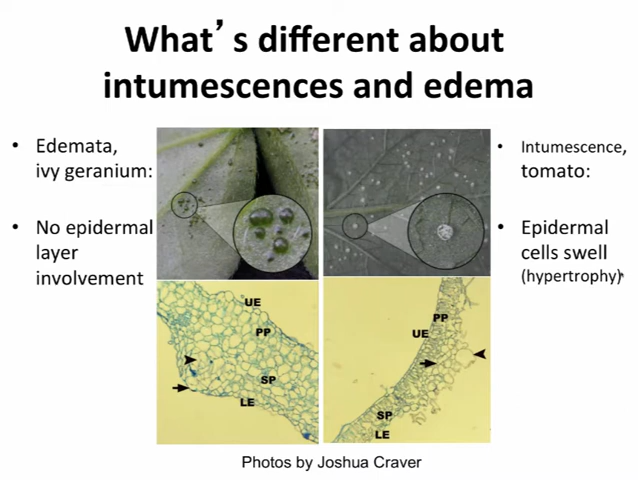 What's different about
intumescences and edema
• Edemata,
ivy geranium:
• No epidermal
layer
involvement
• Intumescence,
tomato:
• Epidermal
cells swell
(hypertrophy)
UE
PP
SP
LE
PP
UE
SP
LE
Photos by Joshua Craver